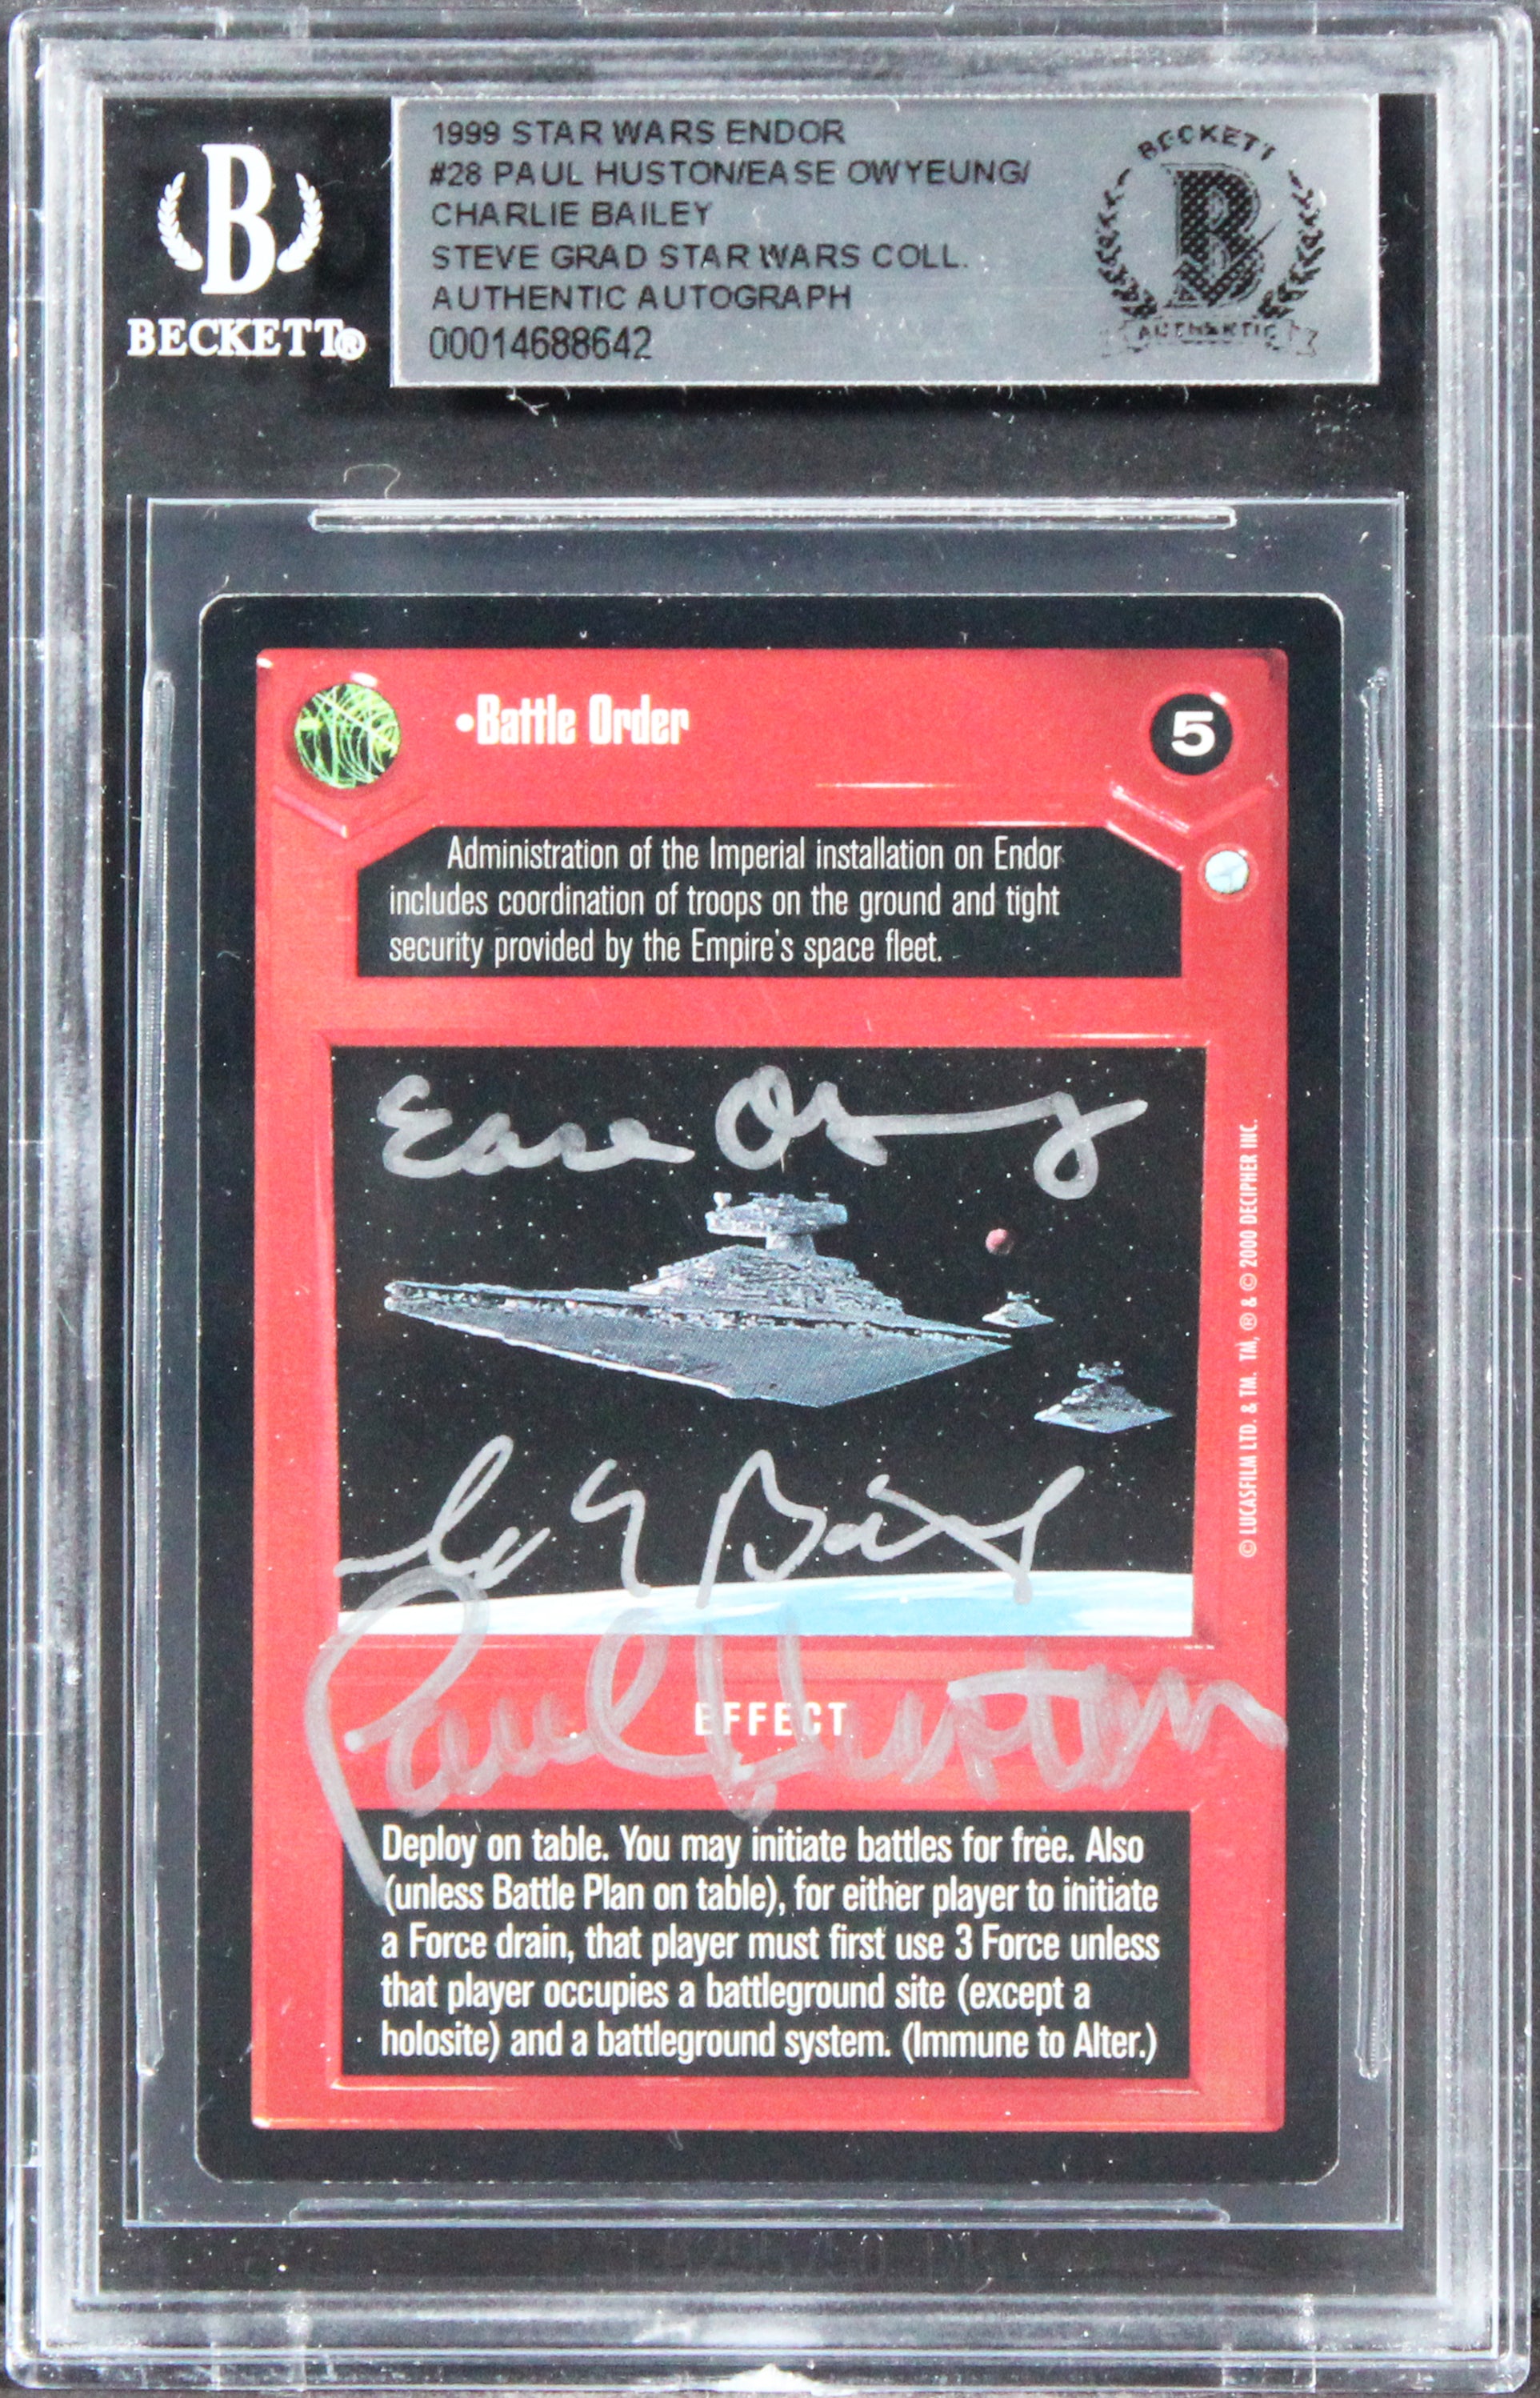 B
BECKETT®
1999 STAR WARS ENDOR
#28 PAUL HUSTON/EASE OWYEUNG/
CHARLIE BAILEY
STEVE GRAD STAR WARS COLL.
AUTHENTIC AUTOGRAPH
00014688642
BECKETT
B
AUTHENTIC
•Battle Order
5
Administration of the Imperial installation on Endor
includes coordination of troops on the ground and tight
security provided by the Empire's space fleet.
Ease Owyeung
Paul Huston
EFFECT
Deploy on table. You may initiate battles for free. Also
(unless Battle Plan on table), for either player to initiate
a Force drain, that player must first use 3 Force unless
that player occupies a battleground site (except a
holosite) and a battleground system. (Immune to Alter.)
© LUCASFILM LTD. & TM. TM, ® & © 2000 DECIPHER INC.